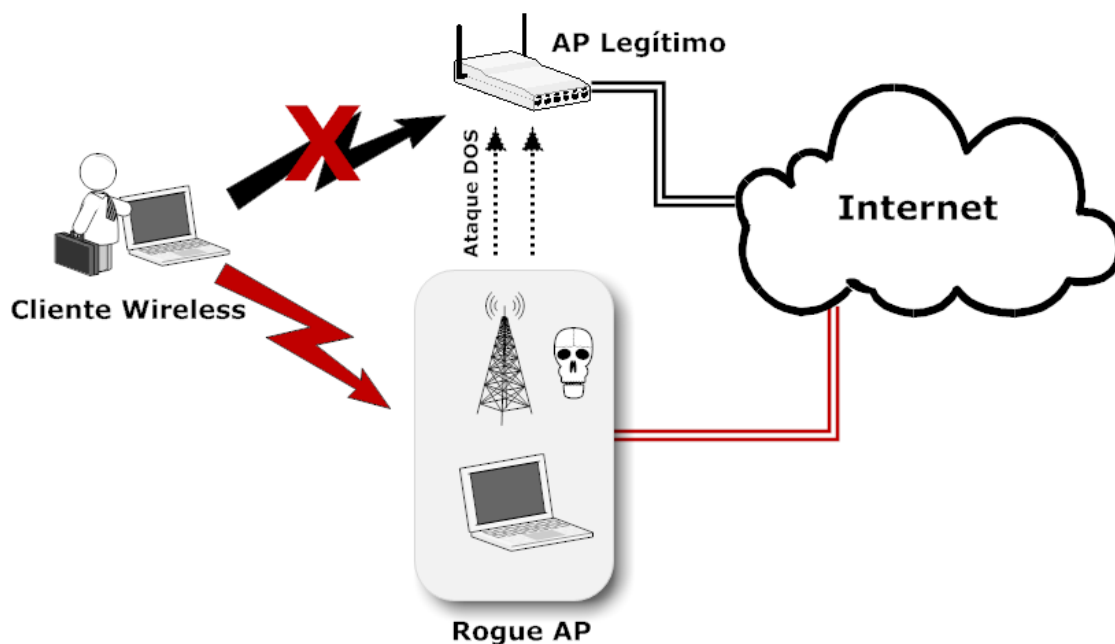 AP Legítimo
Ataque DOS
Internet
Cliente Wireless
Rogue AP